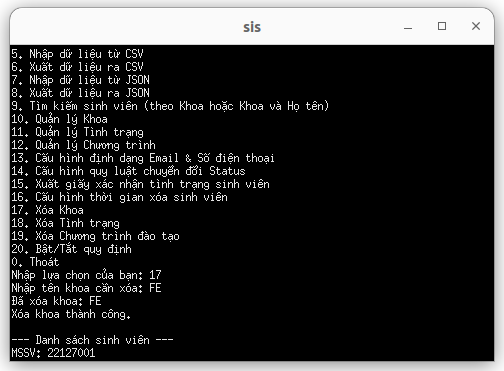 sis
5. Nhập dữ liệu từ CSV
6. Xuất dữ liệu ra CSV
7. Nhập dữ liệu từ JSON
8. Xuất dữ liệu ra JSON
9. Tìm kiếm sinh viên (theo Khoa hoặc Khoa và Họ tên)
10. Quản lý Khoa
11. Quản lý Tình trạng
12. Quản lý Chương trình
13. Cấu hình định dạng Email & Số điện thoại
14. Cấu hình quy luật chuyển đổi Status
15. Xuất giấy xác nhận tình trạng sinh viên
16. Cấu hình thời gian xóa sinh viên
17. Xóa Khoa
18. Xóa Tình trạng
19. Xóa Chương trình đào tạo
20. Bật/Tắt quy định
0. Thoát
Nhập lựa chọn của bạn: 17
Nhập tên khoa cần xóa: FE
Đã xóa khoa: FE
Xóa khoa thành công.
--- Danh sách sinh viên ---
MSSV: 22127001